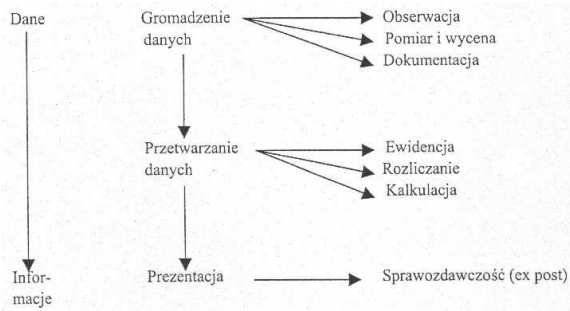 Dane
Gromadzenie
danych
Obserwacja
Pomiar i wycena
Dokumentacja
Przetwarzanie
danych
Ewidencja
Rozliczanie
Kalkulacja
Infor-
macje
Prezentacja
Sprawozdawczość (ex post)